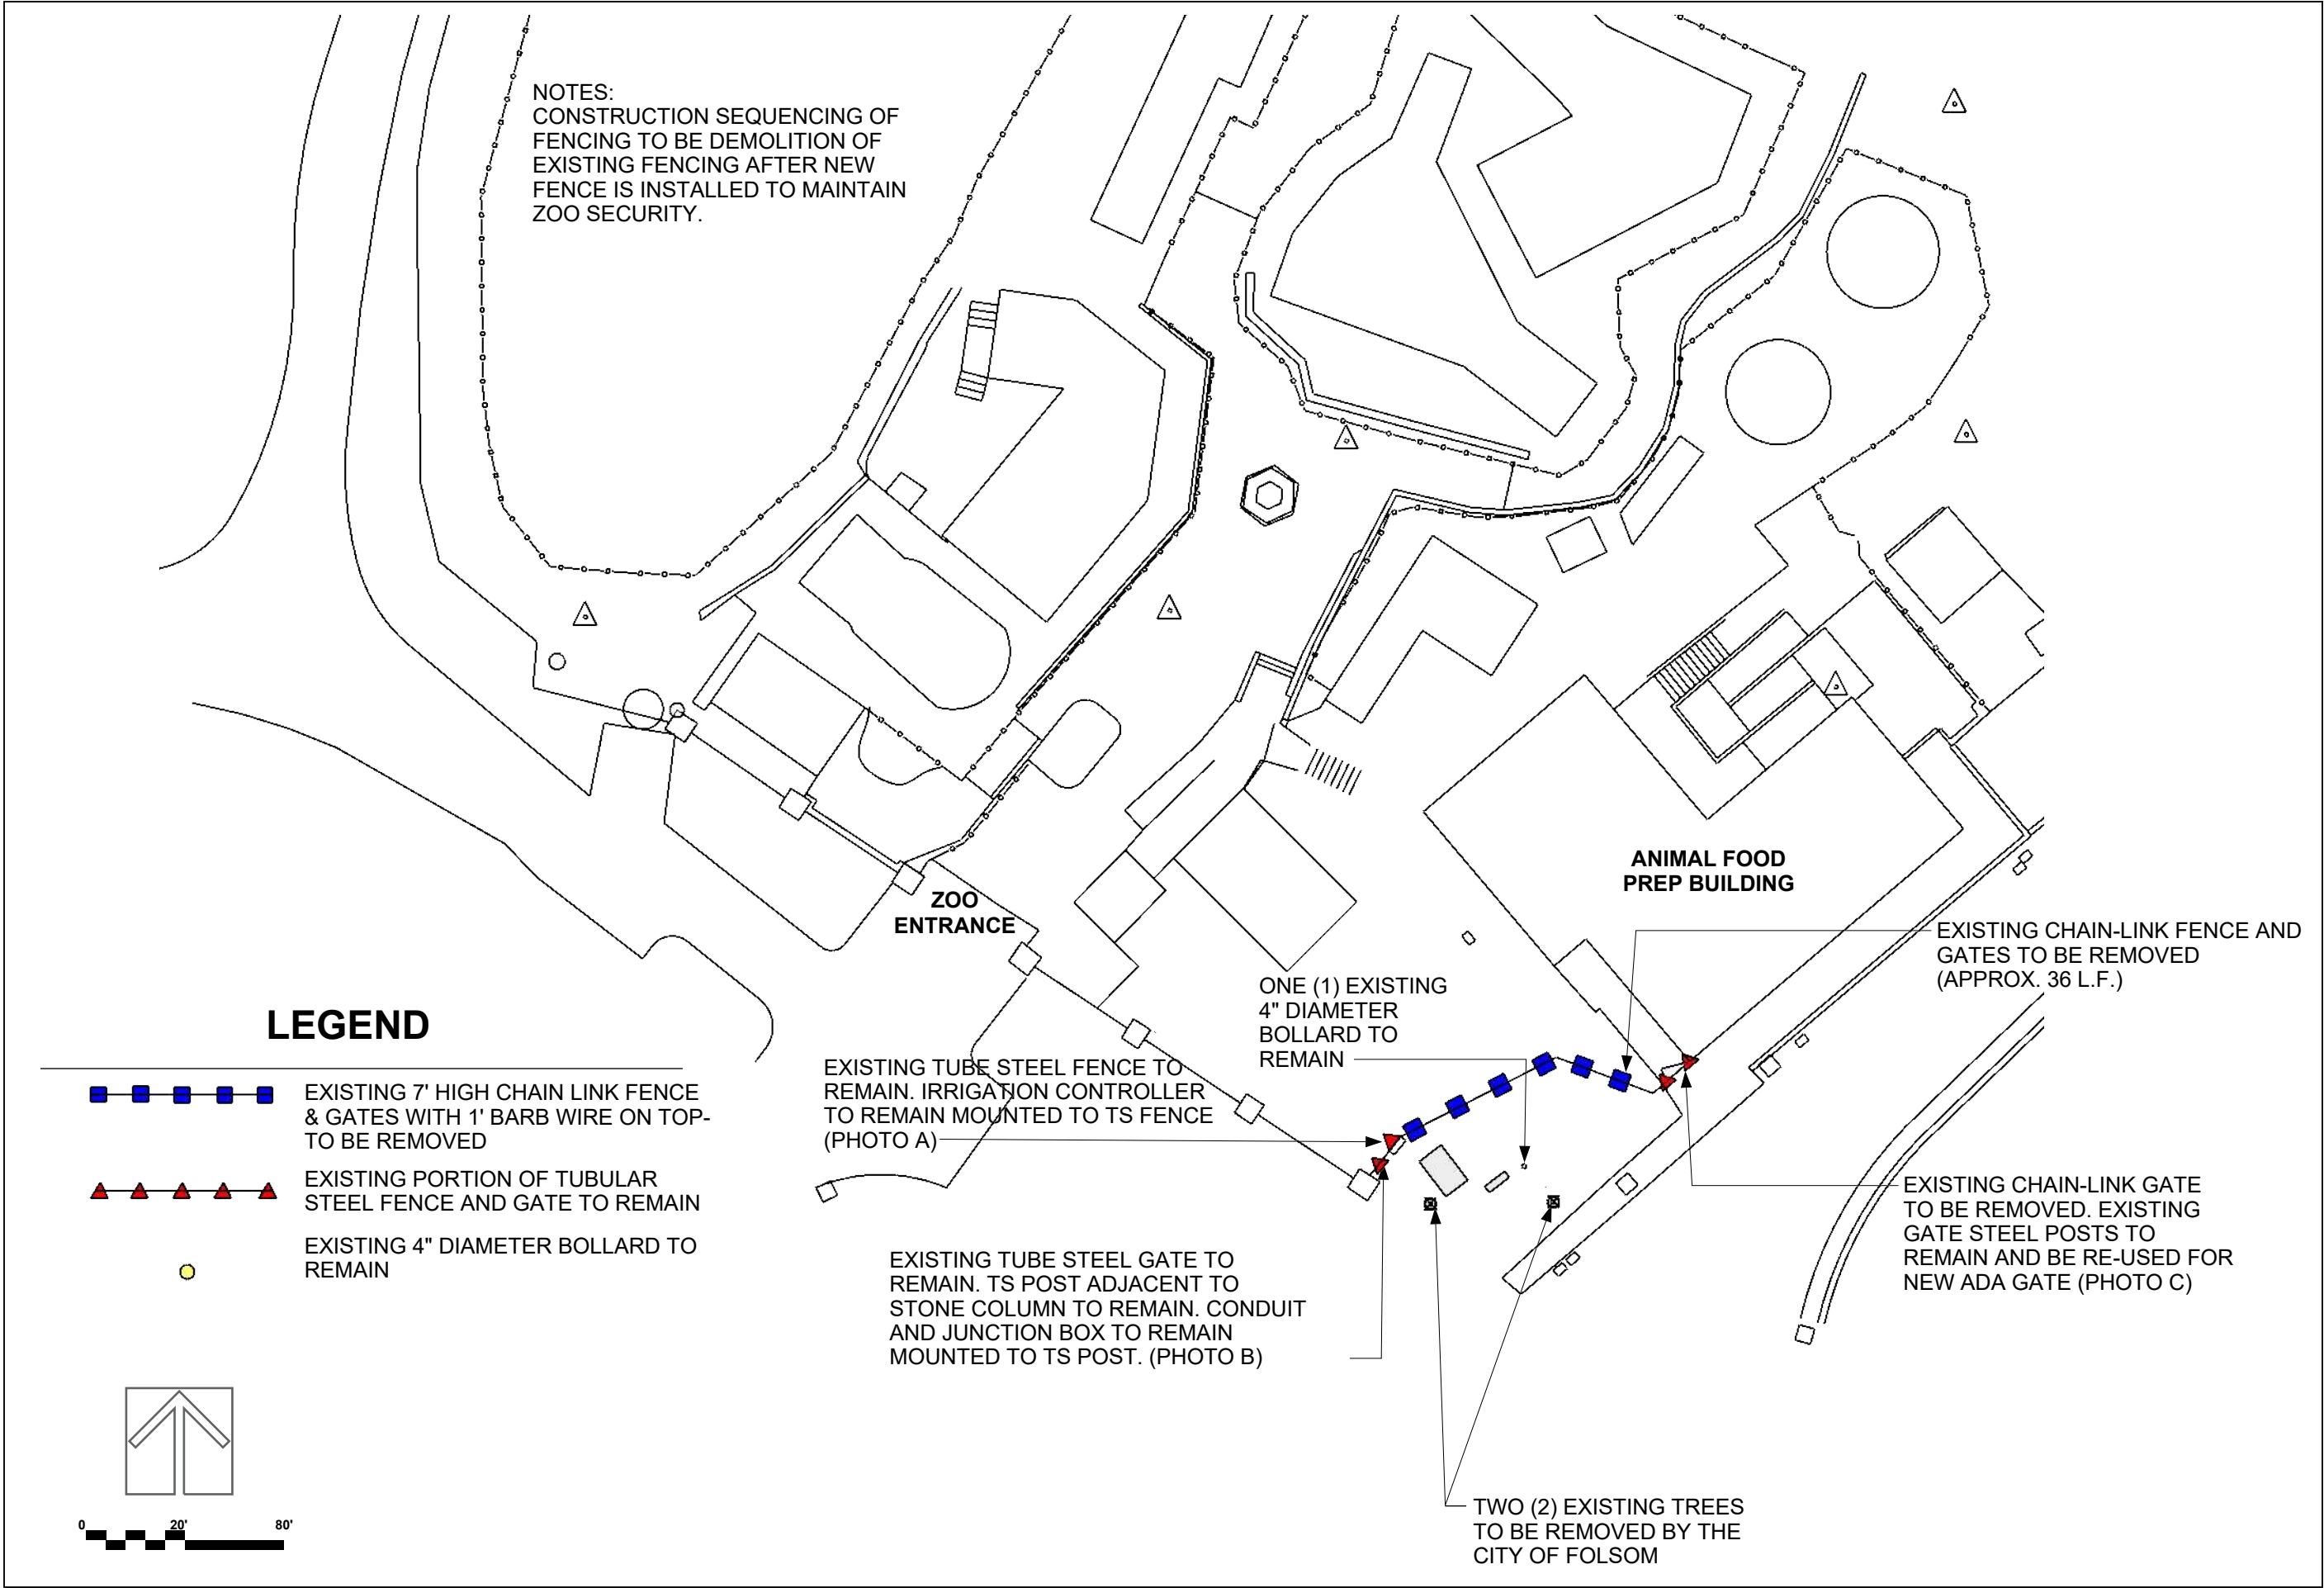 NOTES:
CONSTRUCTION SEQUENCING OF
FENCING TO BE DEMOLITION OF
EXISTING FENCING AFTER NEW
FENCE IS INSTALLED TO MAINTAIN
ZOO SECURITY.
ANIMAL FOOD
PREP BUILDING
ZOO
ENTRANCE
EXISTING CHAIN-LINK FENCE AND
GATES TO BE REMOVED
(APPROX. 36 L.F.)
ONE (1) EXISTING
4" DIAMETER
BOLLARD TO
REMAIN
EXISTING TUBE STEEL FENCE TO
REMAIN. IRRIGATION CONTROLLER
TO REMAIN MOUNTED TO TS FENCE
(PHOTO A)
EXISTING CHAIN-LINK GATE
TO BE REMOVED. EXISTING
GATE STEEL POSTS TO
REMAIN AND BE RE-USED FOR
NEW ADA GATE (PHOTO C)
EXISTING TUBE STEEL GATE TO
REMAIN. TS POST ADJACENT TO
STONE COLUMN TO REMAIN. CONDUIT
AND JUNCTION BOX TO REMAIN
MOUNTED TO TS POST. (PHOTO B)
TWO (2) EXISTING TREES
TO BE REMOVED BY THE
CITY OF FOLSOM
LEGEND
EXISTING 7' HIGH CHAIN LINK FENCE
& GATES WITH 1' BARB WIRE ON TOP-
TO BE REMOVED
EXISTING PORTION OF TUBULAR
STEEL FENCE AND GATE TO REMAIN
EXISTING 4" DIAMETER BOLLARD TO
REMAIN
0 20' 80'